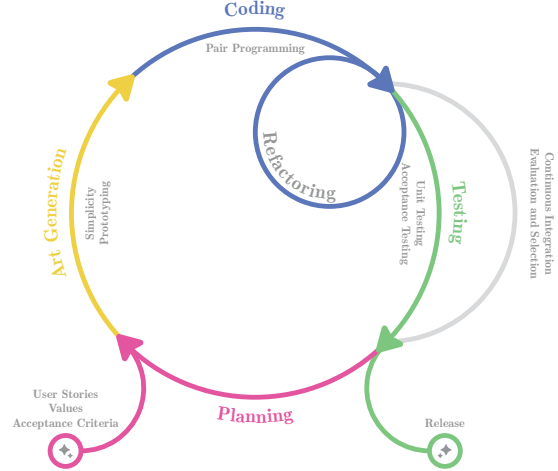 Coding
Pair Programming
Refactoring
Art Generation
Simplicity
Prototyping
Unit Testing
Acceptance Testing
Testing
Continuous Integration
Evaluation and Selection
User Stories
Values
Acceptance Criteria
Planning
Release